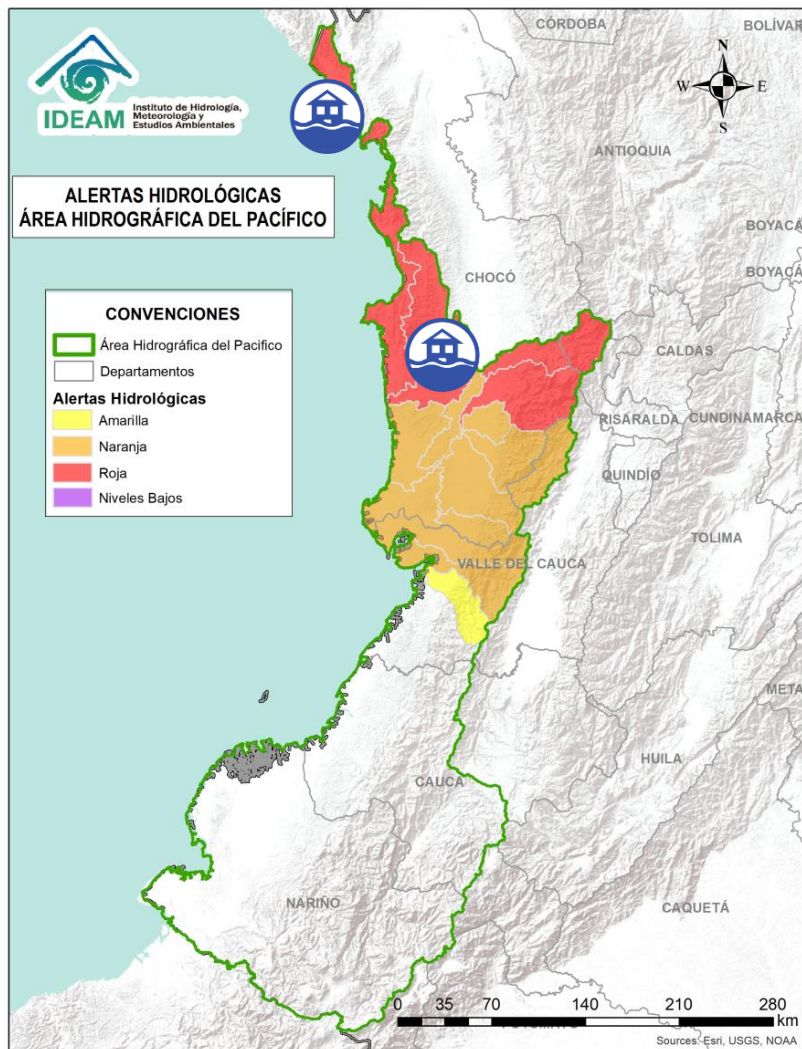 CÓRDOBA
BOLÍVAR
N
W
E
S
IDEAM
Instituto de Hidrología,
Meteorología y
Estudios Ambientales
ANTIOQUIA
ALERTAS HIDROLÓGICAS
ÁREA HIDROGRÁFICA DEL PACÍFICO
BOYACÁ
BOYACÁ
CHOCÓ
CONVENCIONES
Área Hidrográfica del Pacifico
Departamentos
Alertas Hidrológicas
Amarilla
Naranja
Roja
Niveles Bajos
CALDAS
RISARALDA
CUNDINAMARCA
QUINDÍO
TOLIMA
VALLE DEL CAUCA
META
HUILA
CAUCA
NARIÑO
CAQUETÁ
0 35 70 140 210 280
km
Sources: Esri, USGS, NOAA